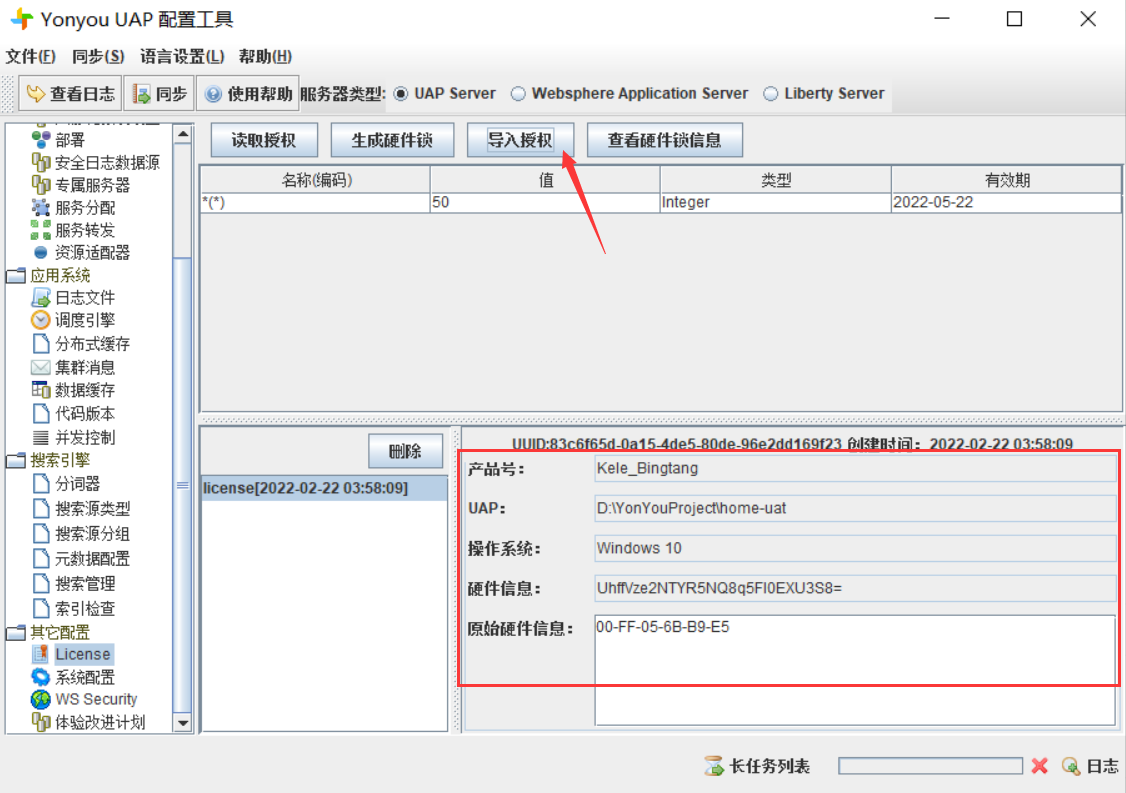 Yonyou UAP 配置工具
文件(F) 同步(S) 语言设置(L) 帮助(H)
查看日志 同步 使用帮助 服务器类型: UAP Server Websphere Application Server Liberty Server
部署
安全日志数据源
专属服务器
服务分配
服务转发
资源适配器
应用系统
日志文件
调度引擎
分布式缓存
集群消息
数据缓存
代码版本
并发控制
搜索引擎
分词器
搜索源类型
搜索源分组
元数据配置
搜索管理
索引检查
其它配置
License
系统配置
WS Security
体验改进计划
读取授权 生成硬件锁 导入授权 查看硬件锁信息
名称(编码) 值 类型 有效期
*(*) 50 Integer 2022-05-22
删除
license[2022-02-22 03:58:09]
UUID:83c6f65d-0a15-4de5-80de-96e2dd169f23 创建时间：2022-02-22 03:58:09
产品号： Kele_Bingtang
UAP： D:\YonYouProject\home-uat
操作系统： Windows 10
硬件信息： UhffVze2NTYR5NQ8q5FI0EXU3S8=
原始硬件信息： 00-FF-05-6B-B9-E5
长任务列表 日志